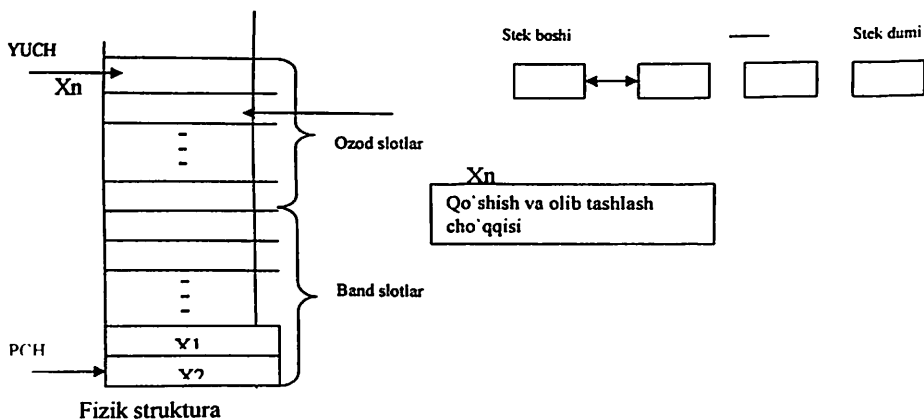 YUCH
Xn
Ozod slotlar
Band slotlar
X1
X2
PCH
Fizik struktura
Stek boshi
Stek dumi
Xn
Qo`shish va olib tashlash
cho`qqisi